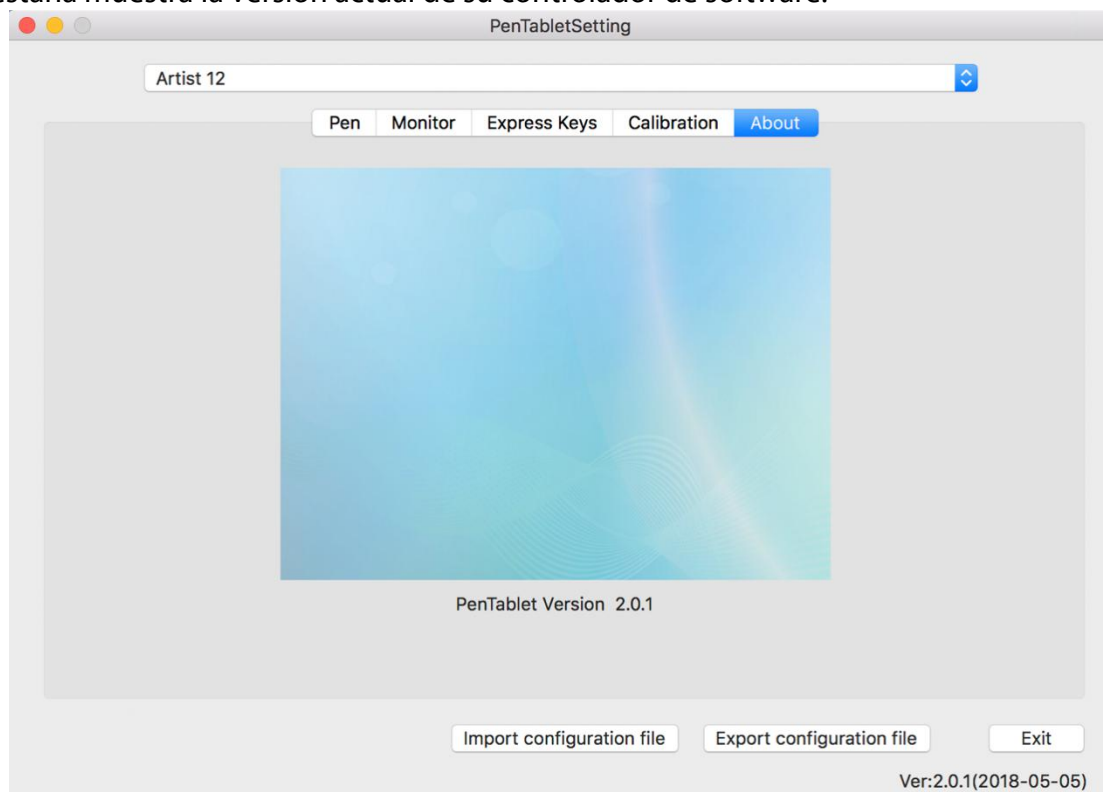 muestra la versión actual de su controlador de software.
PenTabletSetting
Artist 12
Pen Monitor Express Keys Calibration About
PenTablet Version 2.0.1
Import configuration file Export configuration file Exit
Ver:2.0.1(2018-05-05)